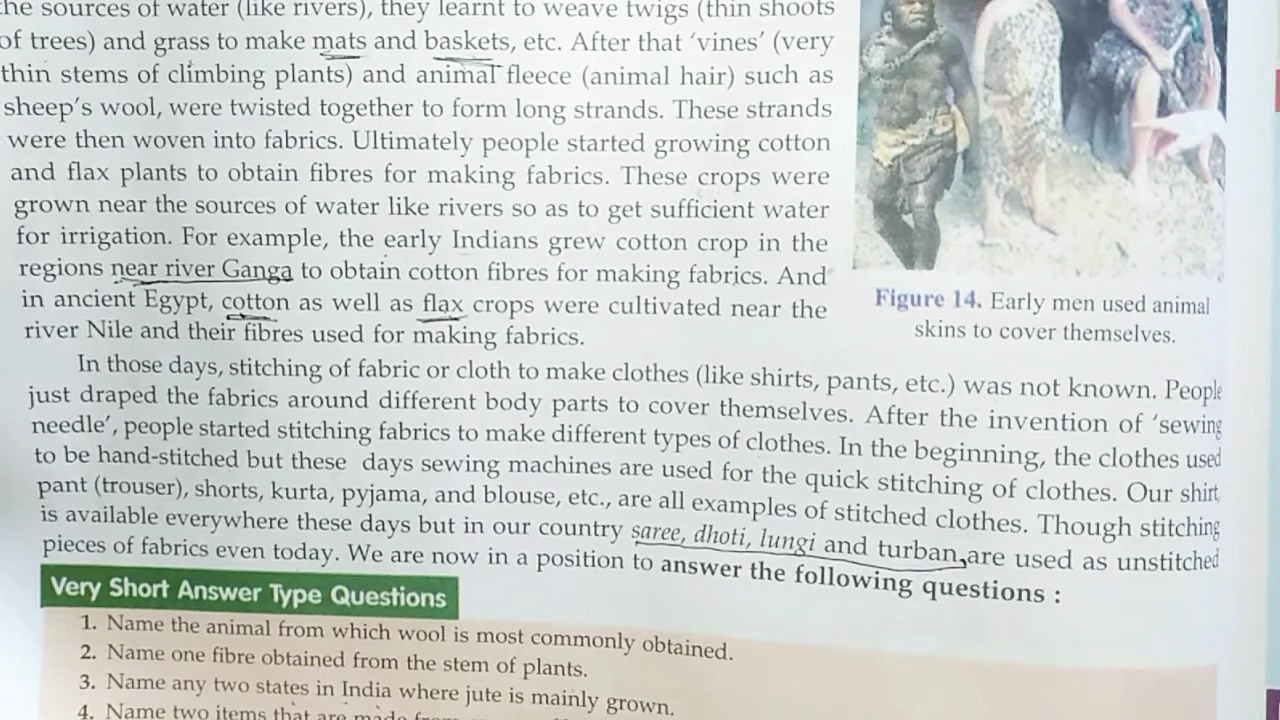 the sources of water (like rivers), they learnt to weave twigs (thin shoots
of trees) and grass to make mats and baskets, etc. After that ‘vines’ (very
thin stems of climbing plants) and animal fleece (animal hair) such as
sheep’s wool, were twisted together to form long strands. These strands
were then woven into fabrics. Ultimately people started growing cotton
and flax plants to obtain fibres for making fabrics. These crops were
grown near the sources of water like rivers so as to get sufficient water
for irrigation. For example, the early Indians grew cotton crop in the
regions near river Ganga to obtain cotton fibres for making fabrics. And
in ancient Egypt, cotton as well as flax crops were cultivated near the
river Nile and their fibres used for making fabrics.
Figure 14. Early men used animal
skins to cover themselves.
In those days, stitching of fabric or cloth to make clothes (like shirts, pants, etc.) was not known. People
just draped the fabrics around different body parts to cover themselves. After the invention of ‘sewing
needle’, people started stitching fabrics to make different types of clothes. In the beginning, the clothes used
to be hand-stitched but these days sewing machines are used for the quick stitching of clothes. Our shirt,
pant (trouser), shorts, kurta, pyjama, and blouse, etc., are all examples of stitched clothes. Though stitching
is available everywhere these days but in our country saree, dhoti, lungi and turban are used as unstitched
pieces of fabrics even today. We are now in a position to answer the following questions :
Very Short Answer Type Questions
1. Name the animal from which wool is most commonly obtained.
2. Name one fibre obtained from the stem of plants.
3. Name any two states in India where jute is mainly grown.
4. Name two items that are made from